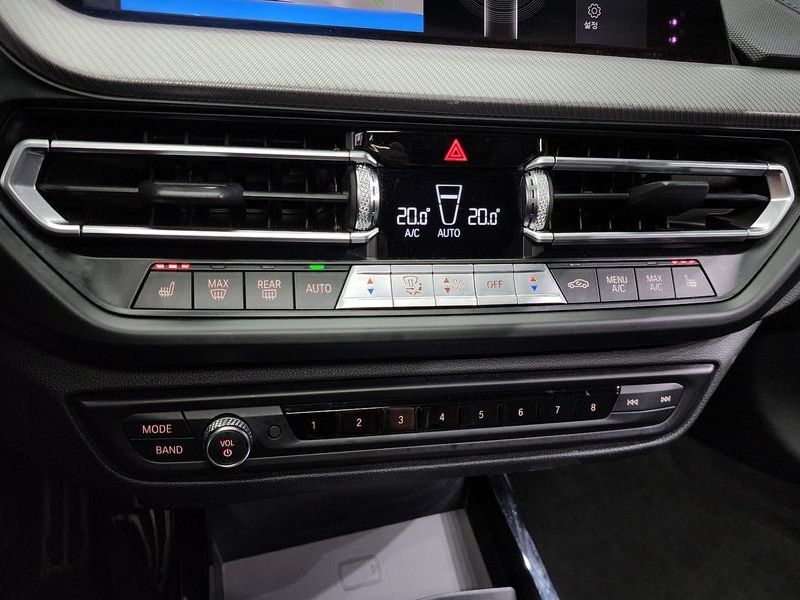 설정
20.0° 20.0°
A/C AUTO
MAX REAR AUTO OFF MENU A/C MAX A/C
MODE
BAND
VOL
1 2 3 4 5 6 7 8